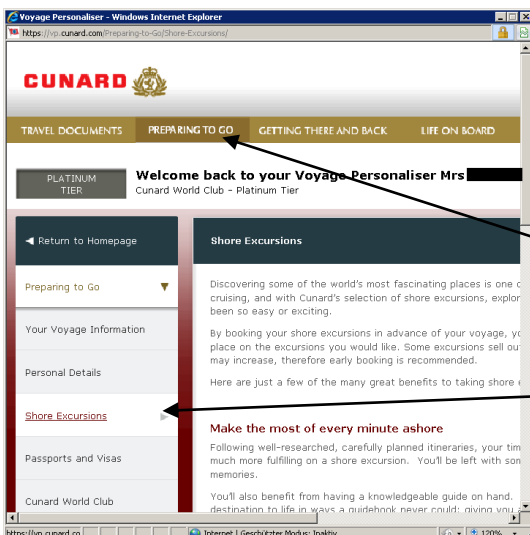 Voyage Personaliser - Windows Internet Explorer
https://vp.cunard.com/Preparing-to-Go/Shore-Excursions/
CUNARD
TRAVEL DOCUMENTS PREPARING TO GO GETTING THERE AND BACK LIFE ON BOARD
PLATINUM
TIER
Welcome back to your Voyage Personaliser Mrs
Cunard World Club - Platinum Tier
Return to Homepage
Preparing to Go
Your Voyage Information
Personal Details
Shore Excursions
Passports and Visas
Cunard World Club
Shore Excursions
Discovering some of the world's most fascinating places is one
cruising, and with Cunard's selection of shore excursions, explor
been so easy or exciting.
By booking your shore excursions in advance of your voyage, yo
place on the excursions you would like. Some excursions sell out
may increase, therefore early booking is recommended.
Here are just a few of the many great benefits to taking shore
Make the most of every minute ashore
Following well-researched, carefully planned itineraries, your tim
much more fulfilling on a shore excursion. You'll be left with som
memories.
You'll also benefit from having a knowledgeable guide on hand.
destination to life in ways a guidebook never could; giving you a
https://vp.cunard.co Internet | Geschützter Modus: Inaktiv 120%